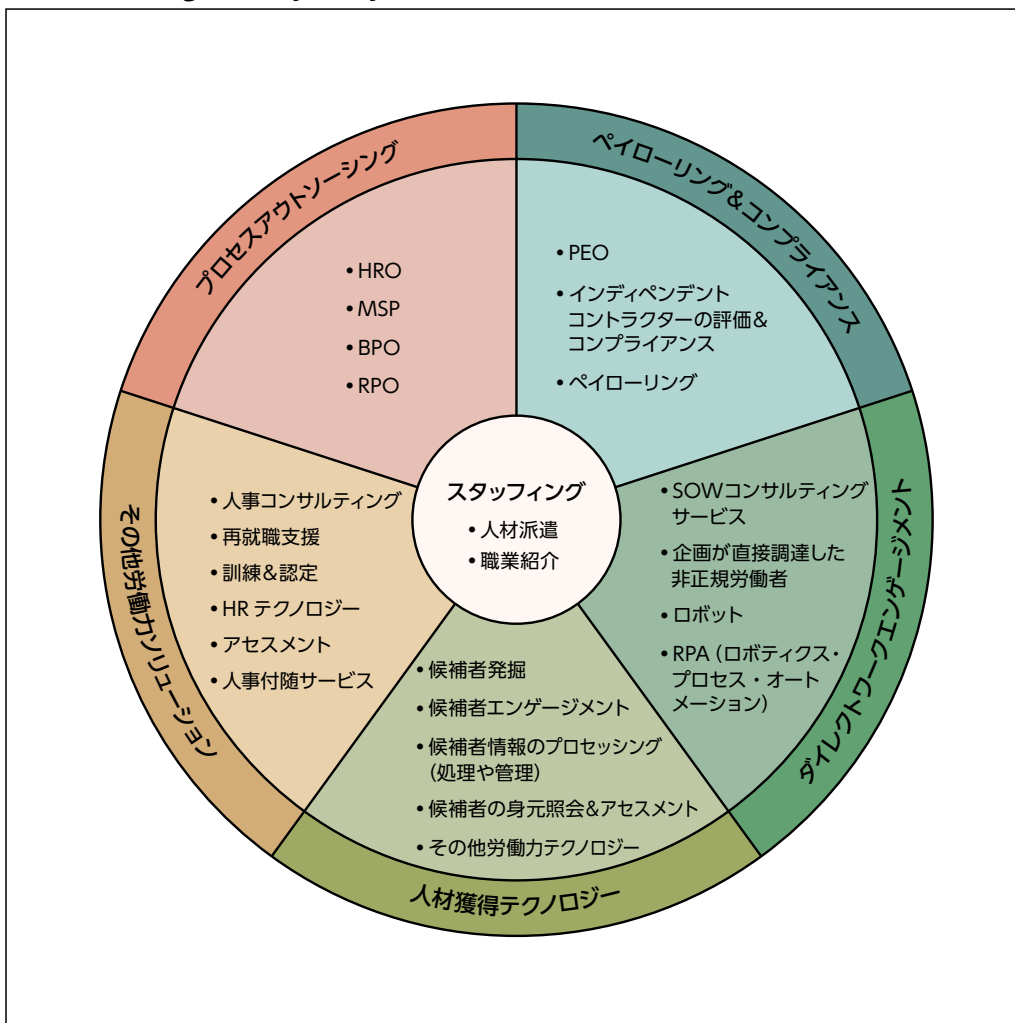 プロセスアウトソーシング
• HRO
• MSP
• BPO
• RPO
ペイローリング&コンプライアンス
• PEO
• インディペンデント
コントラクターの評価&
コンプライアンス
• ペイローリング
スタッフィング
• 人材派遣
• 職業紹介
ダイレクトワークエンゲージメント
• SOWコンサルティング
サービス
• 企画が直接調達した
非正規労働者
• ロボット
• RPA（ロボティクス・
プロセス・オート
メーション）
その他労働力ソリューション
• 人事コンサルティング
• 再就職支援
• 訓練&認定
• HR テクノロジー
• アセスメント
• 人事付随サービス
• 候補者発掘
• 候補者エンゲージメント
• 候補者情報のプロセッシング
（処理や管理）
• 候補者の身元照会&アセスメント
• その他労働力テクノロジー
人材獲得テクノロジー